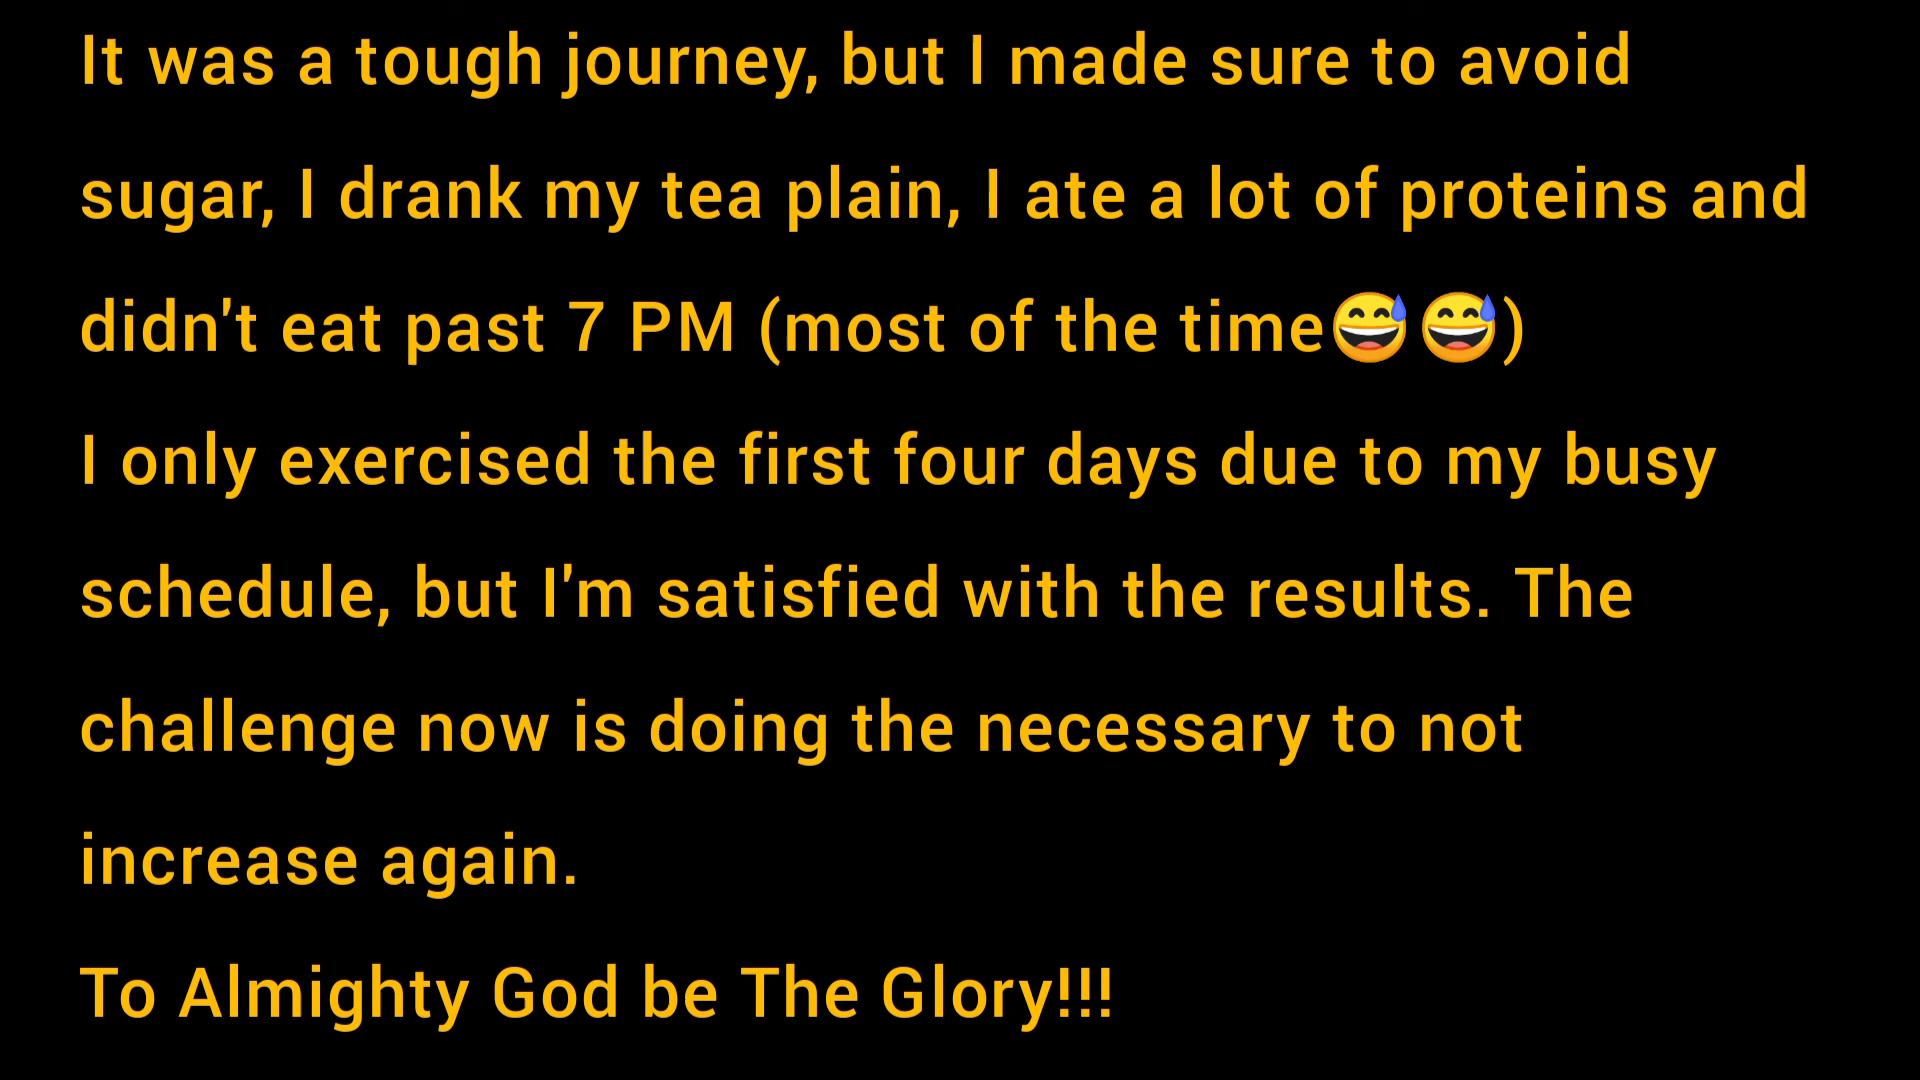 It was a tough journey, but I made sure to avoid
sugar, I drank my tea plain, I ate a lot of proteins and
didn't eat past 7 PM (most of the time😅😅)
I only exercised the first four days due to my busy
schedule, but I'm satisfied with the results. The
challenge now is doing the necessary to not
increase again.
To Almighty God be The Glory!!!